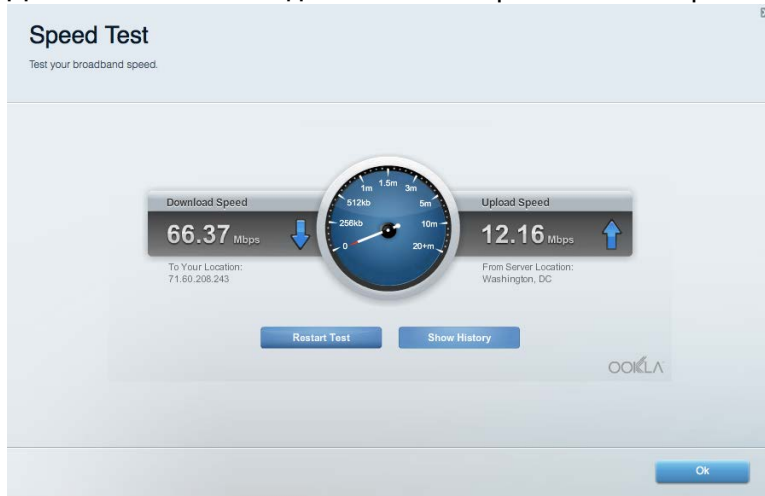 Speed Test
Test your broadband speed.
Download Speed
66.37 Mbps
To Your Location:
71.60.208.243
0
256kb
512kb
1m
1.5m
3m
5m
10m
20+m
Upload Speed
12.16 Mbps
From Server Location:
Washington, DC
Restart Test
Show History
OOKLA
Ok